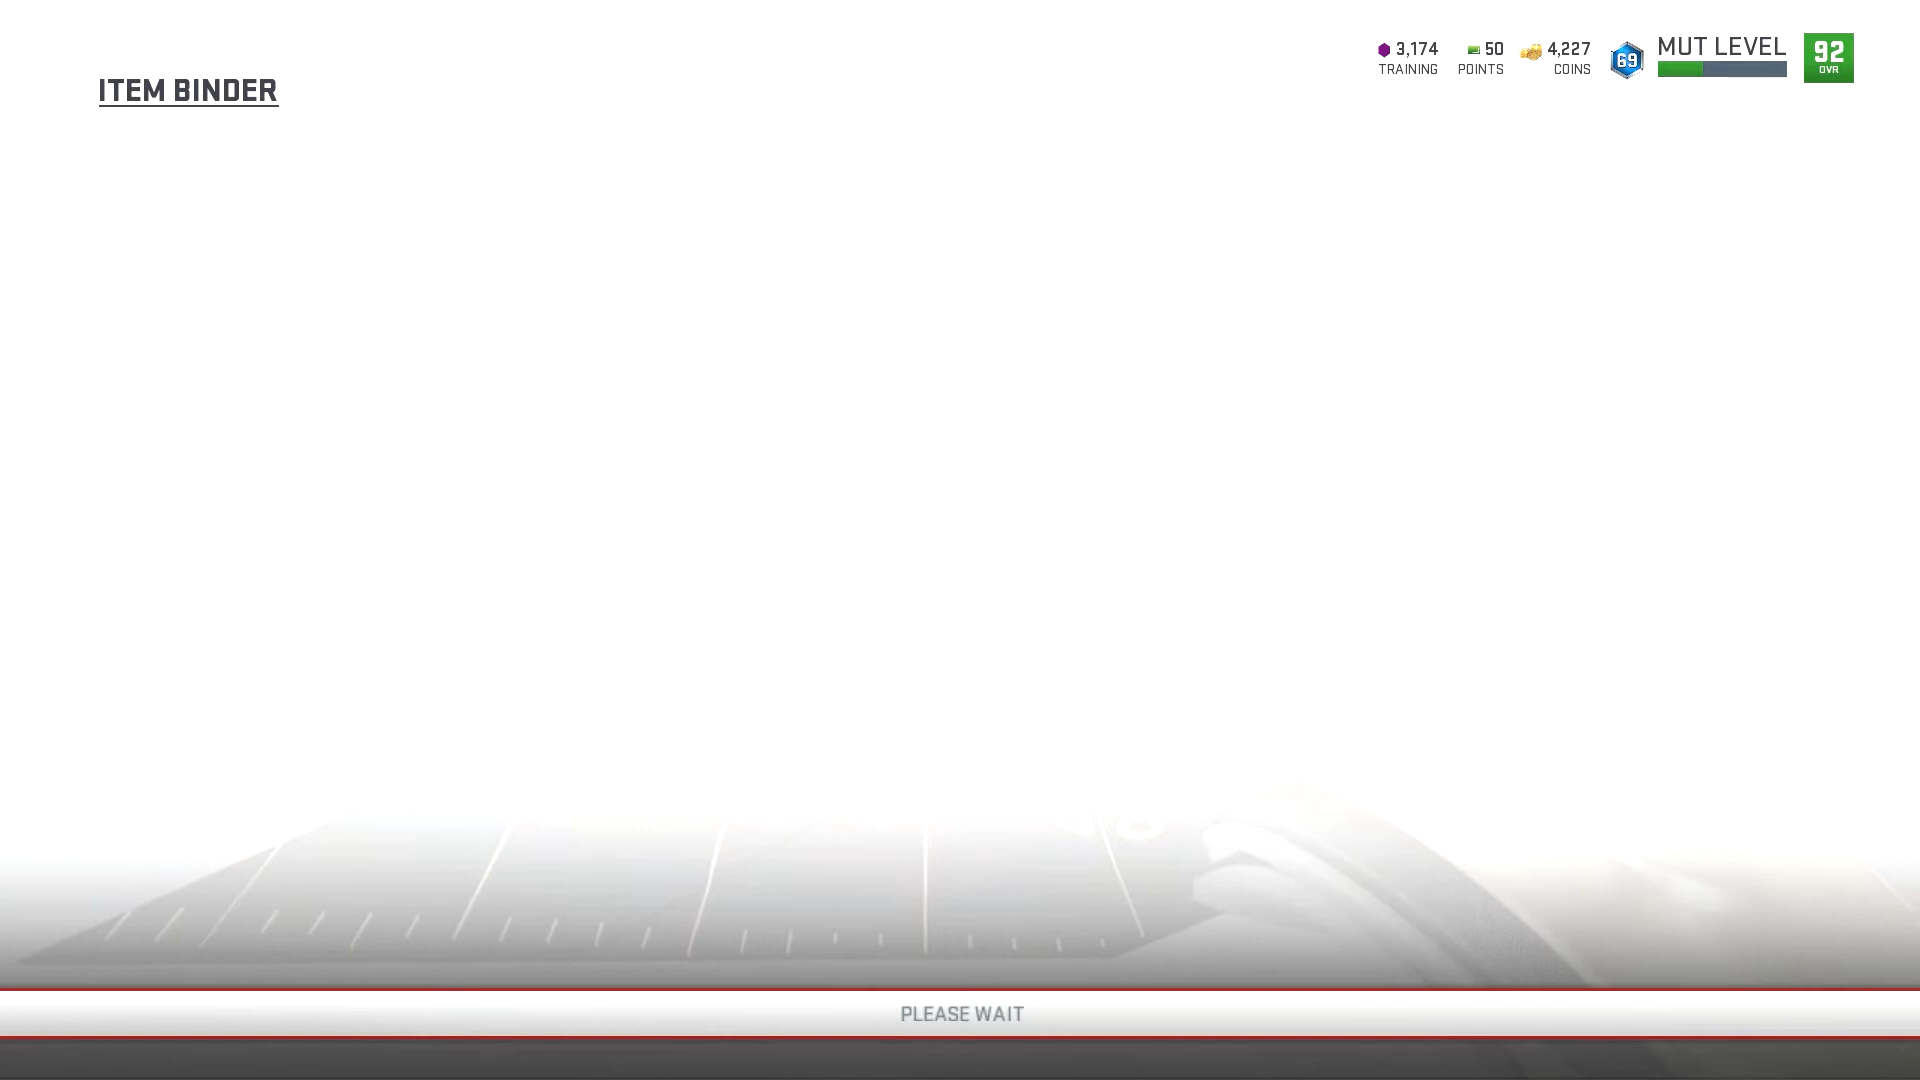 ITEM BINDER
3,174
TRAINING
50
POINTS
4,227
COINS
69
MUT LEVEL
92
OVR
PLEASE WAIT